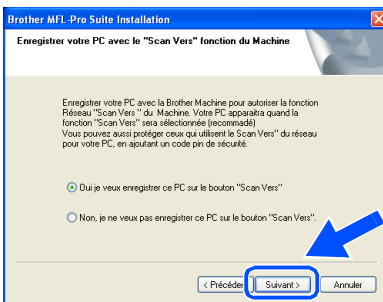 Brother MFL-Pro Suite Installation
Enregistrer votre PC avec le "Scan Vers" fonction du Machine
Enregistrer votre PC avec la Brother Machine pour autoriser la fonction
Réseau "Scan Vers " du Machine. Votre PC apparaitra quand la
fonction "Scan Vers" sera sélectionnée (recommadé)
Vous pouvez aussi protéger ceux qui utilisent le Scan Vers" du réseau
pour votre PC, en ajoutant un code pin de sécurité.
Oui je veux enregistrer ce PC sur le bouton "Scan Vers"
Non, je ne veux pas enregistrer ce PC sur le bouton "Scan Vers".
< Précéden Suivant > Annuler